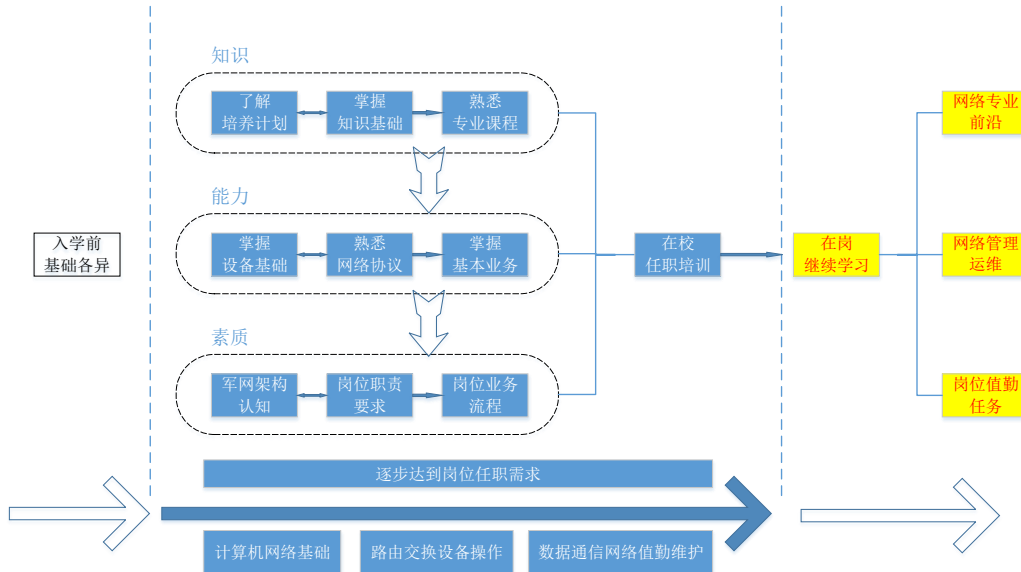 知识
了解
培养计划
掌握
知识基础
熟悉
专业课程
能力
掌握
设备基础
熟悉
网络协议
掌握
基本业务
素质
军网架构
认知
岗位职责
要求
岗位业务
流程
入学前
基础各异
在校
任职培训
在岗
继续学习
网络专业
前沿
网络管理
运维
岗位值勤
任务
逐步达到岗位任职需求
计算机网络基础
路由交换设备操作
数据通信网络值勤维护